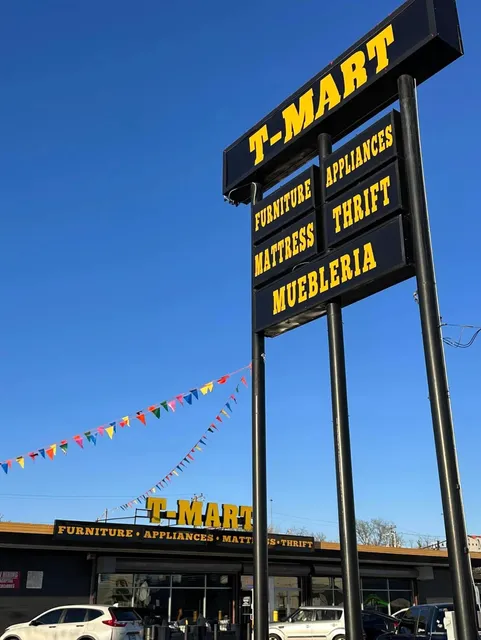 T-MART
FURNITURE
APPLIANCES
MATTRESS
THRIFT
MUEBLERIA
T-MART
FURNITURE • APPLIANCES • MATTRESS • THRIFT